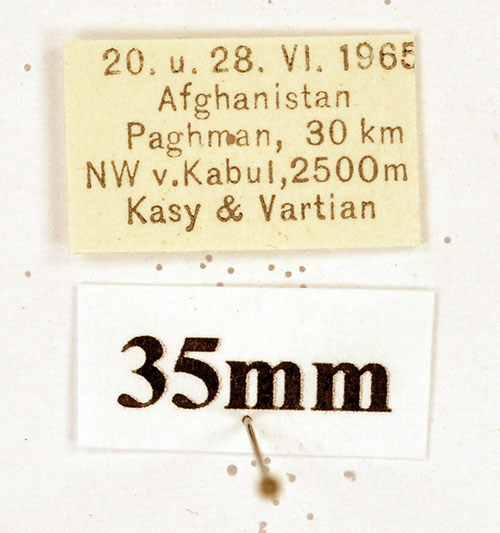 20. u. 28. VI. 1965
Afghanistan
Paghman, 30 km
NW v.Kabul,2500m
Kasy & Vartian
35mm